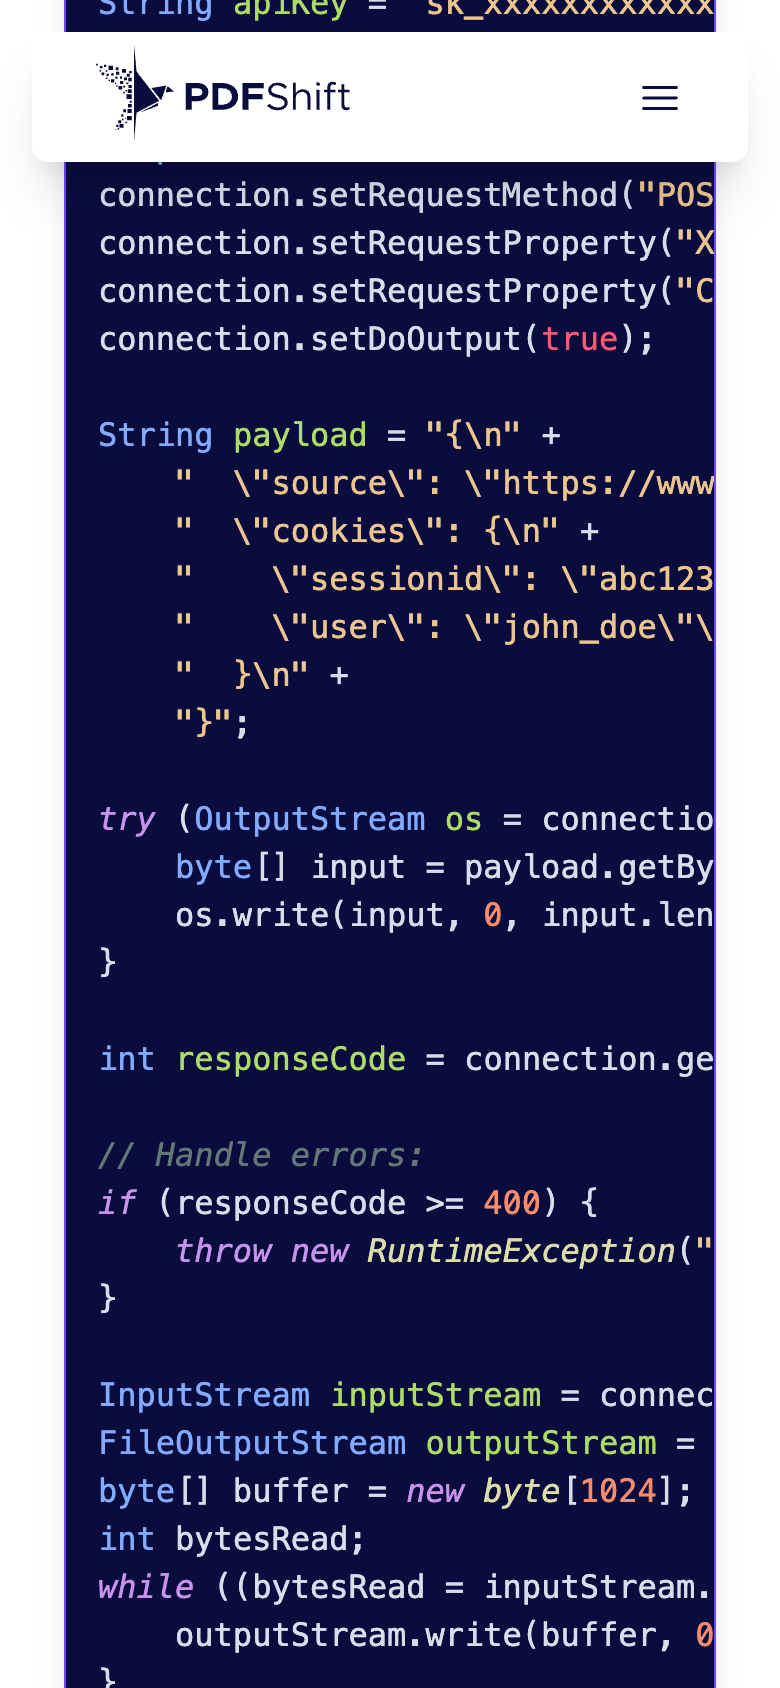 String apiKey = "sk_xxxxxxxxxxxx
PDFShift
connection.setRequestMethod("POS
connection.setRequestProperty("X
connection.setRequestProperty("C
connection.setDoOutput(true);
String payload = "{\n" +
    "  \"source\": \"https://www
    "  \"cookies\": {\n" +
    "    \"sessionid\": \"abc123
    "    \"user\": \"john_doe\"\
    "  }\n" +
    "}";
try (OutputStream os = connectio
    byte[] input = payload.getBy
    os.write(input, 0, input.len
}
int responseCode = connection.ge
// Handle errors:
if (responseCode >= 400) {
    throw new RuntimeException("
}
InputStream inputStream = connec
FileOutputStream outputStream =
byte[] buffer = new byte[1024];
int bytesRead;
while ((bytesRead = inputStream.
    outputStream.write(buffer, 0
}